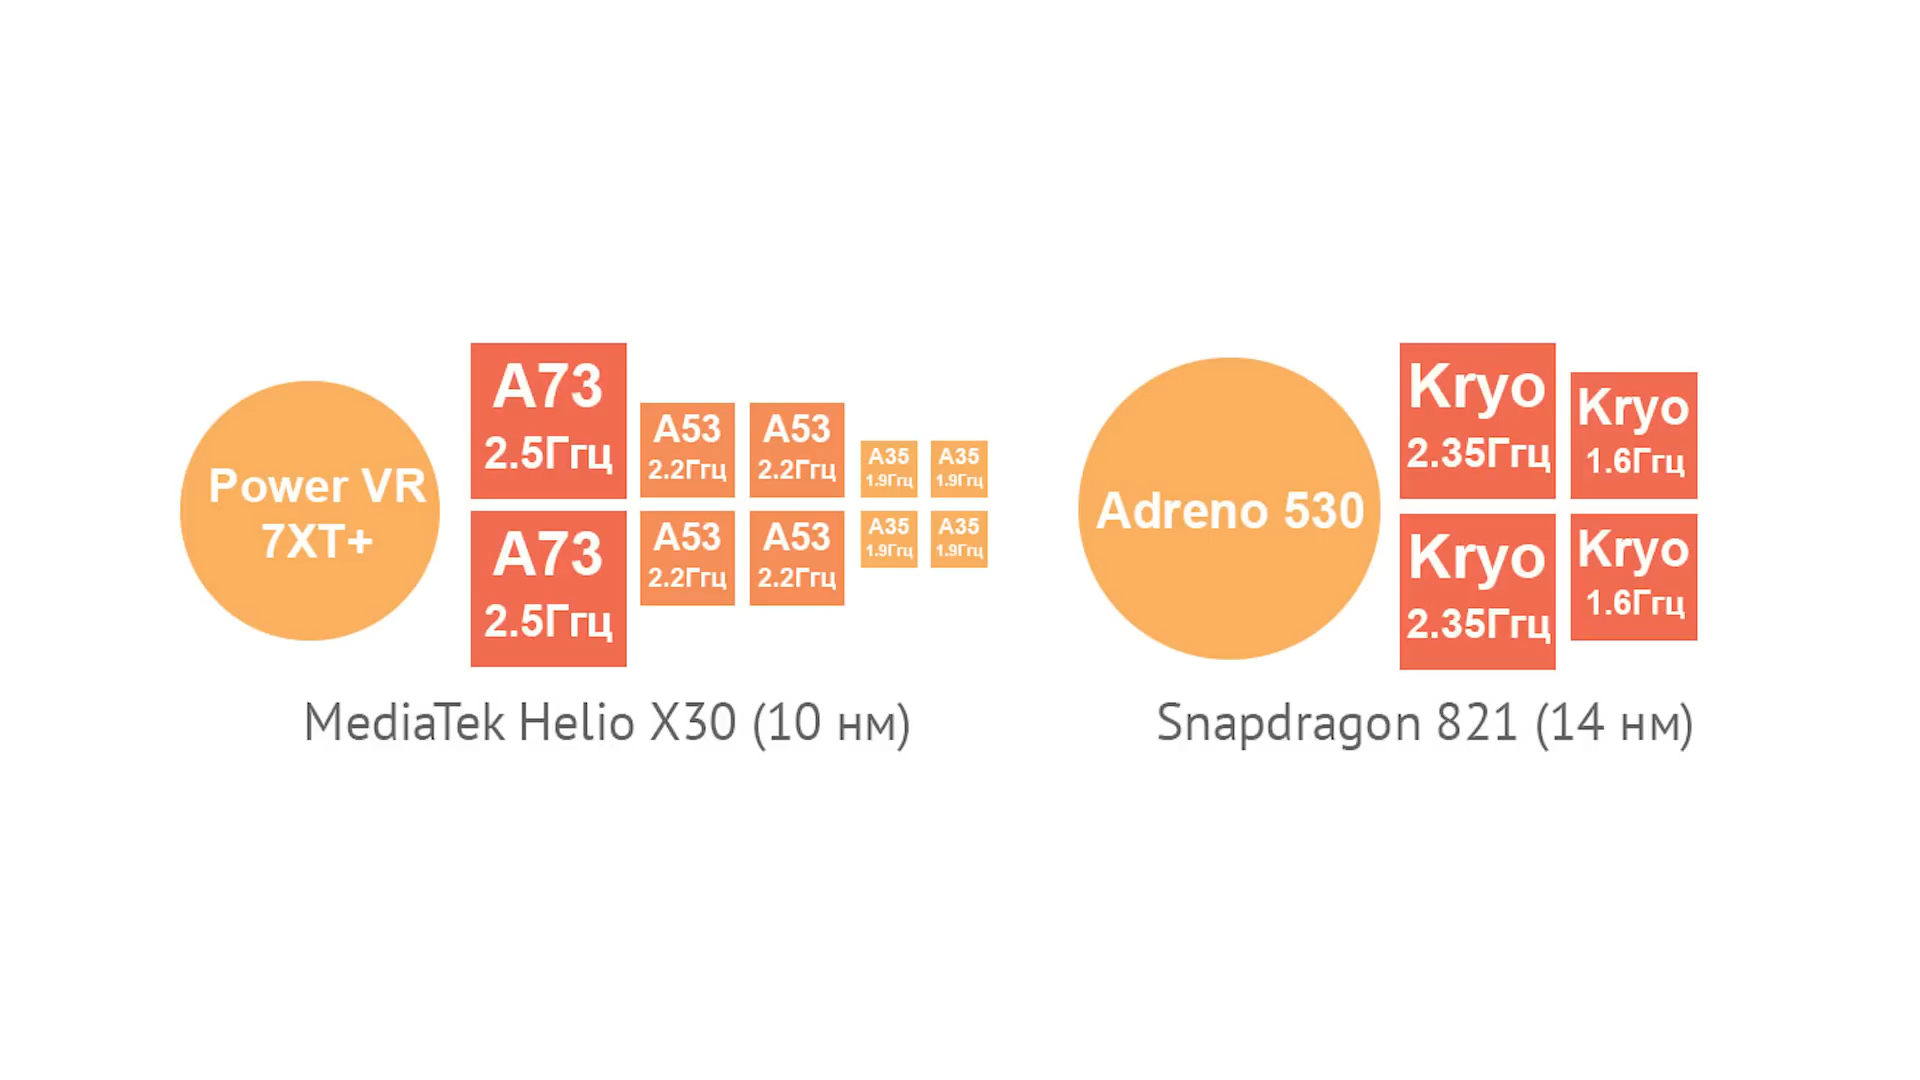 Power VR
7XT+
A73
2.5Ггц
A73
2.5Ггц
A53
2.2Ггц
A53
2.2Ггц
A53
2.2Ггц
A53
2.2Ггц
A35
1.9Ггц
A35
1.9Ггц
A35
1.9Ггц
A35
1.9Ггц
MediaTek Helio X30 (10 нм)
Adreno 530
Kryo
2.35Ггц
Kryo
1.6Ггц
Kryo
2.35Ггц
Kryo
1.6Ггц
Snapdragon 821 (14 нм)